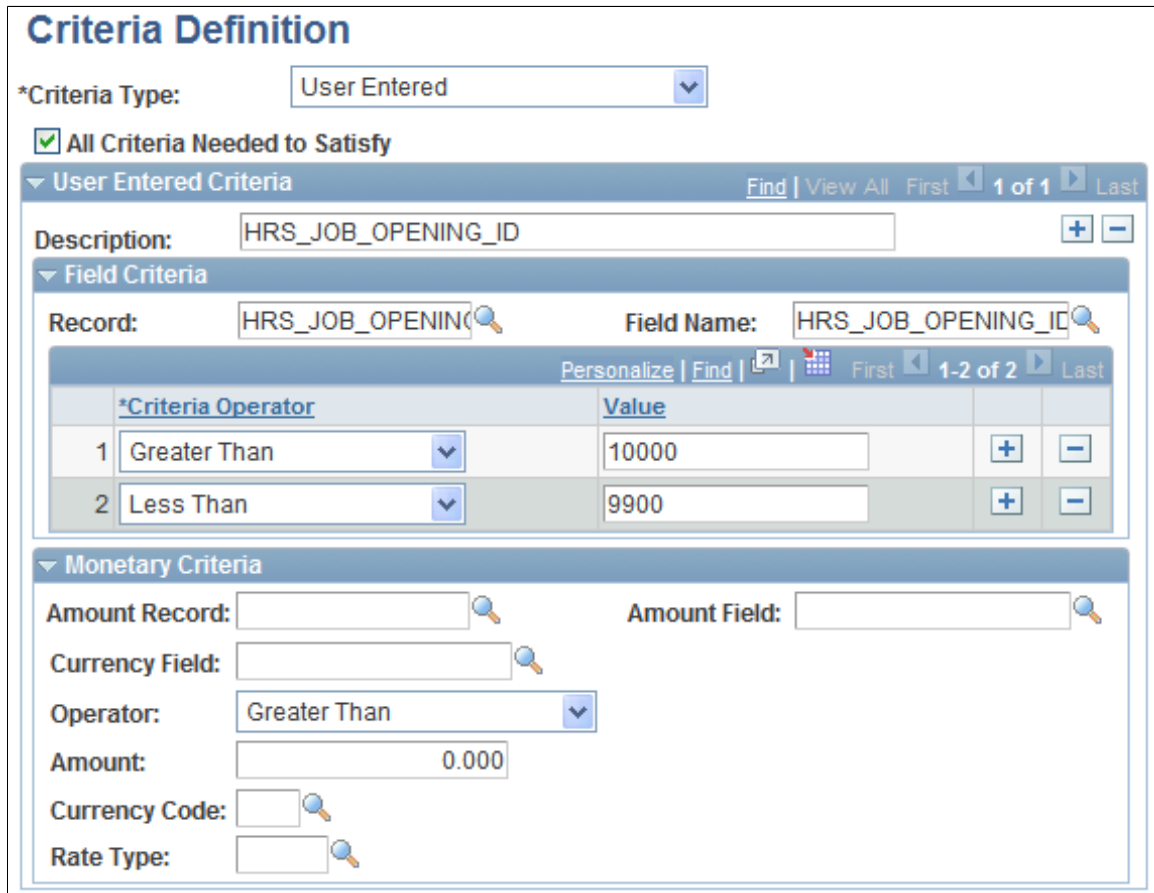 Criteria Definition
*Criteria Type: User Entered
All Criteria Needed to Satisfy
User Entered Criteria Find | View All First 1 of 1 Last
Description: HRS_JOB_OPENING_ID
Field Criteria
Record: HRS_JOB_OPENING Field Name: HRS_JOB_OPENING_ID
Personalize | Find | | First 1-2 of 2 Last
*Criteria Operator Value
1 Greater Than 10000
2 Less Than 9900
Monetary Criteria
Amount Record: Amount Field:
Currency Field:
Operator: Greater Than
Amount: 0.000
Currency Code:
Rate Type: